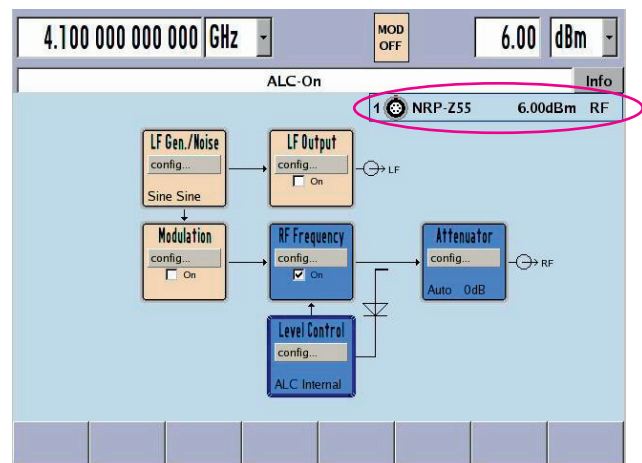 4.100 000 000 000 GHz MOD OFF 6.00 dBm
ALC-On Info
1 NRP-Z55 6.00dBm RF
LF Gen./Noise
config...
Sine Sine
LF Output
config...
On
LF
Modulation
config...
On
RF Frequency
config...
On
Attenuator
config...
Auto 0dB
RF
Level Control
config...
ALC Internal